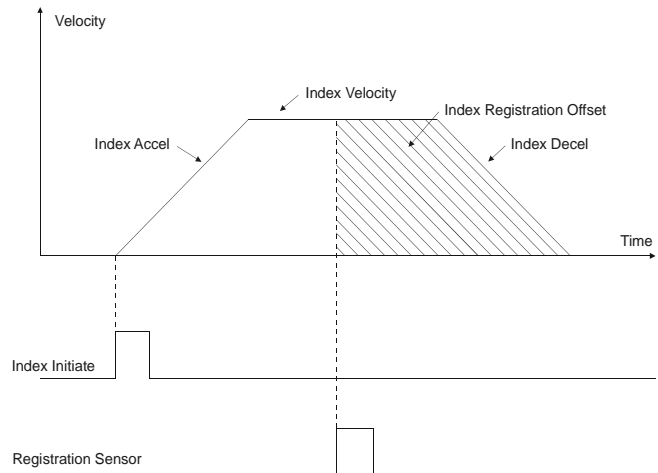 Velocity
Index Velocity
Index Registration Offset
Index Accel
Index Decel
Time
Index Initiate
Registration Sensor